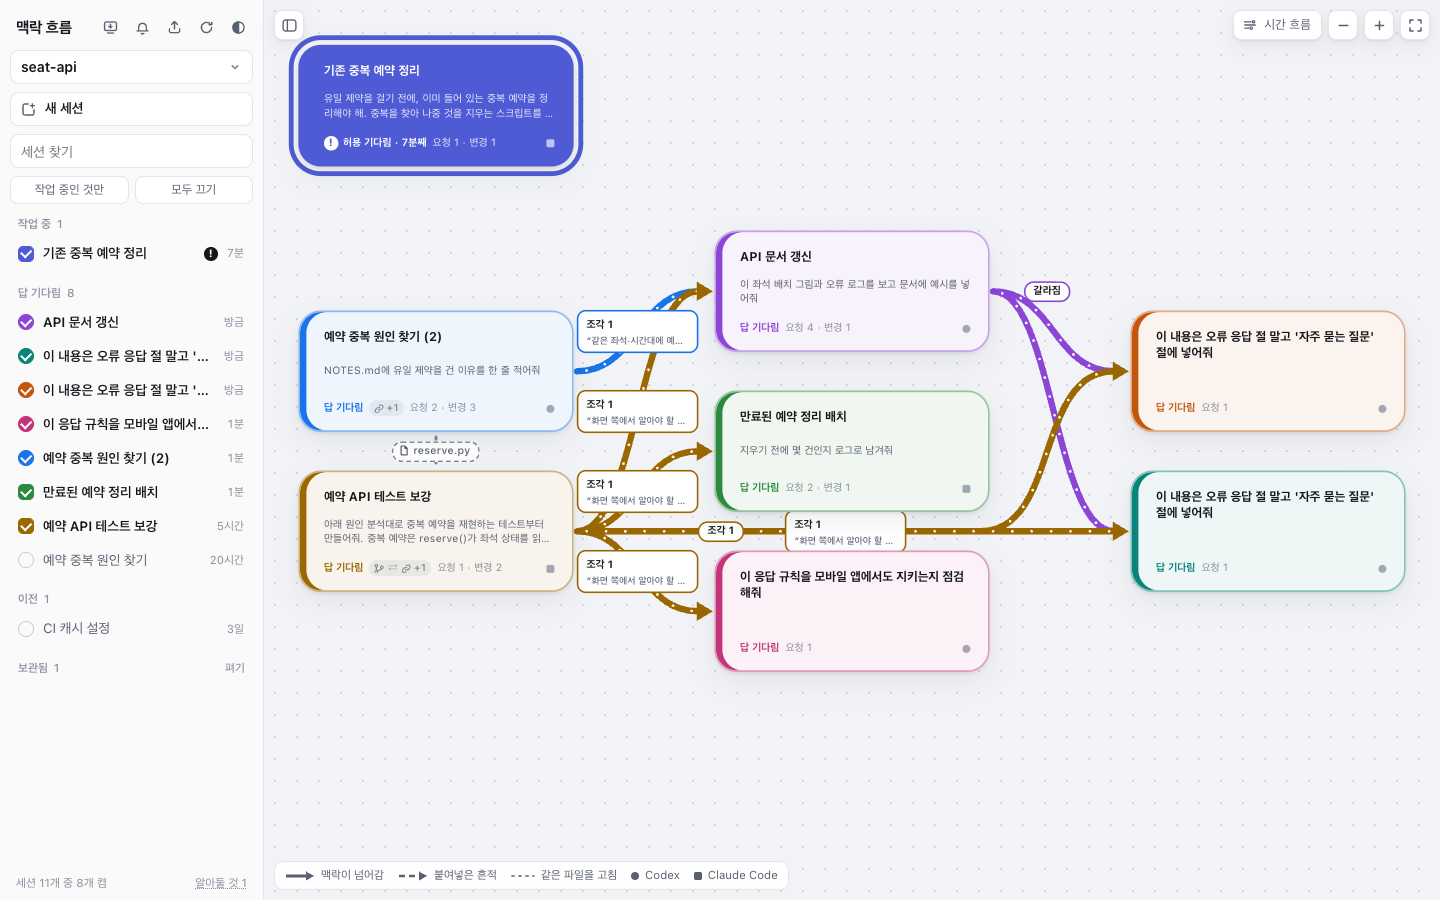 맥락 흐름
seat-api
새 세션
세션 찾기
작업 중인 것만
모두 끄기
작업 중 1
기존 중복 예약 정리
!
7분
답 기다림 8
API 문서 갱신
방금
이 내용은 오류 응답 절 말고 '...
방금
이 내용은 오류 응답 절 말고 '...
방금
이 응답 규칙을 모바일 앱에서...
1분
예약 중복 원인 찾기 (2)
1분
만료된 예약 정리 배치
1분
예약 API 테스트 보강
5시간
예약 중복 원인 찾기
20시간
이전 1
CI 캐시 설정
3일
보관됨 1
펴기
세션 11개 중 8개 켬
알아둘 것 1
시간 흐름
기존 중복 예약 정리
유일 제약을 걸기 전에, 이미 들어 있는 중복 예약을 정
리해야 해. 중복을 찾아 나중 것을 지우는 스크립트를 ...
! 허용 기다림 · 7분째 요청 1 · 변경 1
예약 중복 원인 찾기 (2)
NOTES.md에 유일 제약을 건 이유를 한 줄 적어줘
답 기다림 +1 요청 2 · 변경 3
reserve.py
예약 API 테스트 보강
아래 원인 분석대로 중복 예약을 재현하는 테스트부터
만들어줘. 중복 예약은 reserve()가 좌석 상태를 읽...
답 기다림 +1 요청 1 · 변경 2
조각 1
“같은 좌석·시간대에 예...
조각 1
“화면 쪽에서 알아야 할 ...
조각 1
“화면 쪽에서 알아야 할 ...
조각 1
“화면 쪽에서 알아야 할 ...
조각 1
조각 1
“화면 쪽에서 알아야 할 ...
API 문서 갱신
이 좌석 배치 그림과 오류 로그를 보고 문서에 예시를 넣
어줘
답 기다림 요청 4 · 변경 1
만료된 예약 정리 배치
지우기 전에 몇 건인지 로그로 남겨줘
답 기다림 요청 2 · 변경 1
이 응답 규칙을 모바일 앱에서도 지키는지 점검
해줘
답 기다림 요청 1
갈라짐
이 내용은 오류 응답 절 말고 '자주 묻는 질문'
절에 넣어줘
답 기다림 요청 1
이 내용은 오류 응답 절 말고 '자주 묻는 질문'
절에 넣어줘
답 기다림 요청 1
맥락이 넘어감
붙여넣은 흔적
같은 파일을 고침
Codex
Claude Code